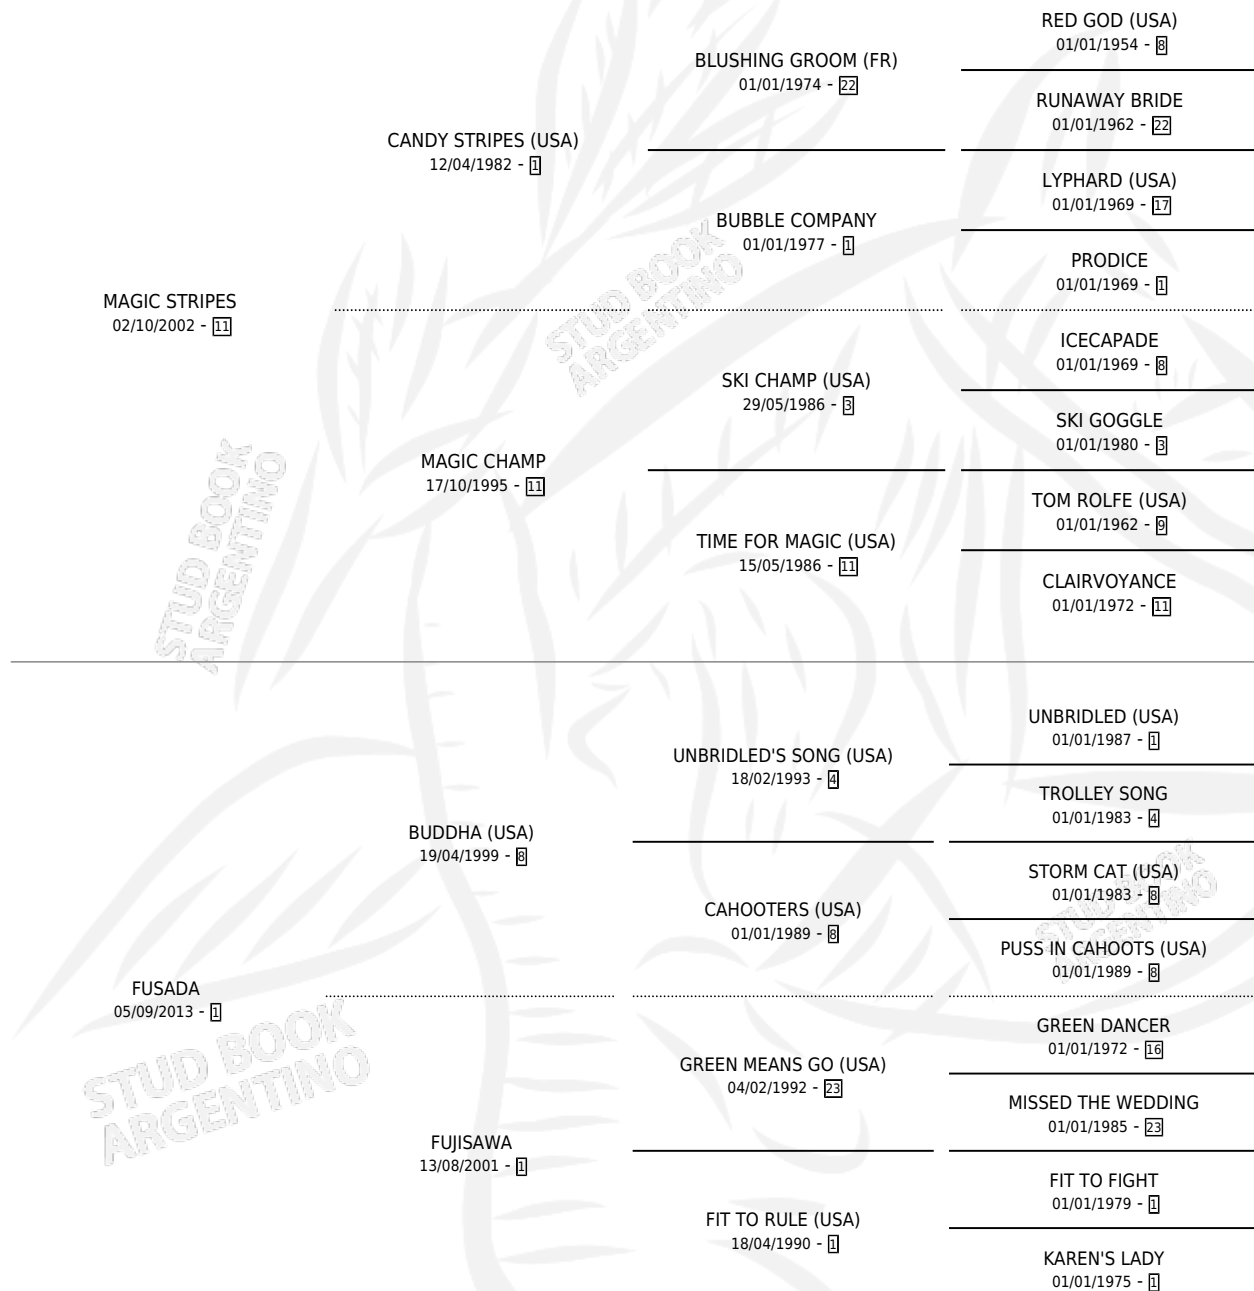 RED GOD (USA)
01/01/1954 - 8
BLUSHING GROOM (FR)
01/01/1974 - 22
RUNAWAY BRIDE
01/01/1962 - 22
CANDY STRIPES (USA)
12/04/1982 - 1
LYPHARD (USA)
01/01/1969 - 17
BUBBLE COMPANY
01/01/1977 - 1
PRODICE
01/01/1969 - 1
MAGIC STRIPES
02/10/2002 - 11
STUD BOOK
ARGENTINO
ICECAPADE
01/01/1969 - 8
SKI CHAMP (USA)
29/05/1986 - 3
SKI GOGGLE
01/01/1980 - 3
MAGIC CHAMP
17/10/1995 - 11
TOM ROLFE (USA)
01/01/1962 - 9
TIME FOR MAGIC (USA)
15/05/1986 - 11
CLAIRVOYANCE
01/01/1972 - 11
STUD BOOK
ARGENTINO
UNBRIDLED (USA)
01/01/1987 - 1
UNBRIDLED'S SONG (USA)
18/02/1993 - 4
TROLLEY SONG
01/01/1983 - 4
BUDDHA (USA)
19/04/1999 - 8
STORM CAT (USA)
01/01/1983 - 8
CAHOOTERS (USA)
01/01/1989 - 8
PUSS IN CAHOOTS (USA)
01/01/1989 - 8
STUD BOOK
ARGENTINO
FUSADA
05/09/2013 - 1
GREEN DANCER
01/01/1972 - 16
GREEN MEANS GO (USA)
04/02/1992 - 23
MISSED THE WEDDING
01/01/1985 - 23
STUD BOOK
ARGENTINO
FUJISAWA
13/08/2001 - 1
FIT TO FIGHT
01/01/1979 - 1
FIT TO RULE (USA)
18/04/1990 - 1
KAREN'S LADY
01/01/1975 - 1